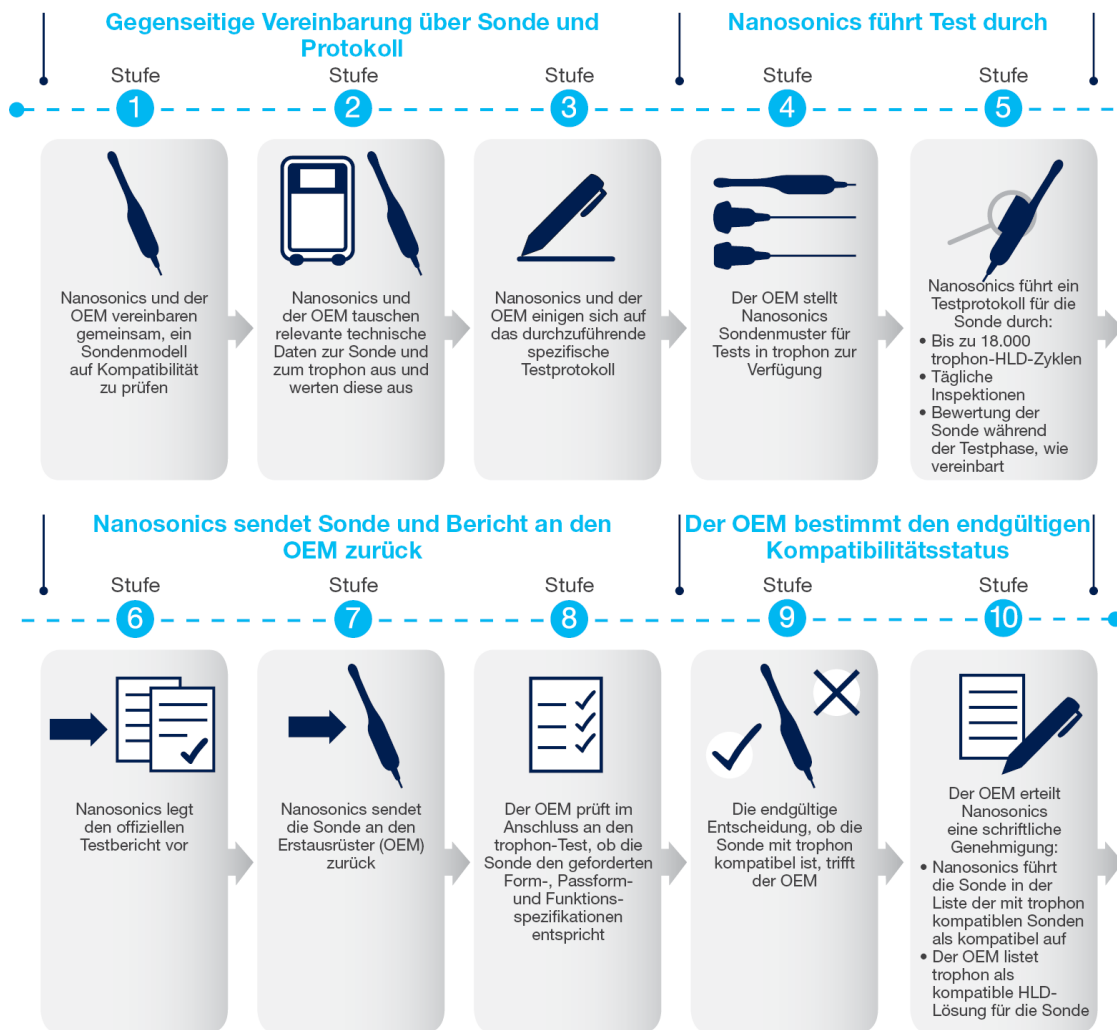 Gegenseitige Vereinbarung über Sonde und
Protokoll
Nanosonics führt Test durch
Stufe
1
Stufe
2
Stufe
3
Stufe
4
Stufe
5
Nanosonics und der
OEM vereinbaren
gemeinsam, ein
Sondenmodell
auf Kompatibilität
zu prüfen
Nanosonics und
der OEM tauschen
relevante technische
Daten zur Sonde und
zum trophon aus und
werten diese aus
Nanosonics und der
OEM einigen sich auf
das durchzuführende
spezifische
Testprotokoll
Der OEM stellt
Nanosonics
Sondenmuster für
Tests in trophon zur
Verfügung
Nanosonics führt ein
Testprotokoll für die
Sonde durch:
• Bis zu 18.000
trophon-HLD-Zyklen
• Tägliche
Inspektionen
• Bewertung der
Sonde während
der Testphase, wie
vereinbart
Nanosonics sendet Sonde und Bericht an den
OEM zurück
Der OEM bestimmt den endgültigen
Kompatibilitätsstatus
Stufe
6
Stufe
7
Stufe
8
Stufe
9
Stufe
10
Nanosonics legt
den offiziellen
Testbericht vor
Nanosonics sendet
die Sonde an den
Erstausrüster (OEM)
zurück
Der OEM prüft im
Anschluss an den
trophon-Test, ob die
Sonde den geforderten
Form-, Passform-
und Funktions-
spezifikationen
entspricht
Die endgültige
Entscheidung, ob die
Sonde mit trophon
kompatibel ist, trifft
der OEM
Der OEM erteilt
Nanosonics
eine schriftliche
Genehmigung:
• Nanosonics führt
die Sonde in der
Liste der mit trophon
kompatiblen Sonden
als kompatibel auf
• Der OEM listet
trophon als
kompatible HLD-
Lösung für die Sonde